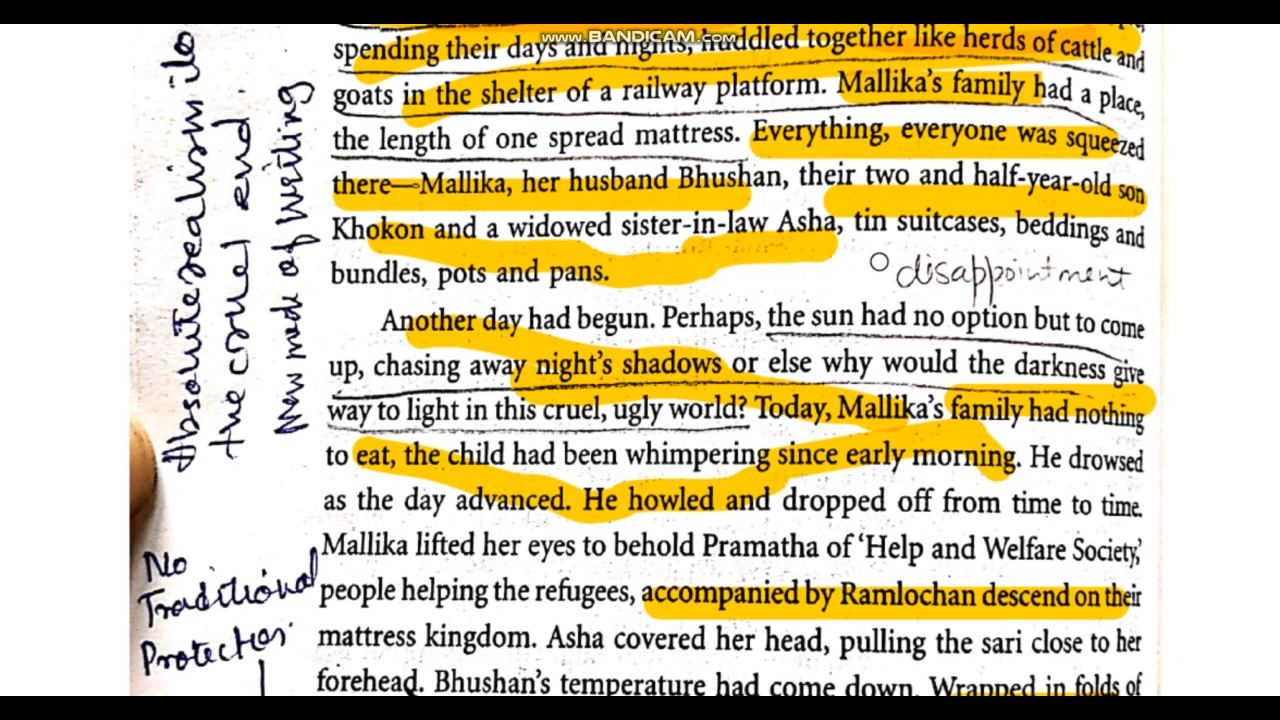 WWW.BANDICAM.COM
spending their days and nights, huddled together like herds of cattle and
goats in the shelter of a railway platform. Mallika's family had a place,
the length of one spread mattress. Everything, everyone was squeezed
there—Mallika, her husband Bhushan, their two and half-year-old son
Khokon and a widowed sister-in-law Asha, tin suitcases, beddings and
bundles, pots and pans.
disappointment
Another day had begun. Perhaps, the sun had no option but to come
up, chasing away night's shadows or else why would the darkness give
way to light in this cruel, ugly world? Today, Mallika's family had nothing
to eat, the child had been whimpering since early morning. He drowsed
as the day advanced. He howled and dropped off from time to time.
Mallika lifted her eyes to behold Pramatha of 'Help and Welfare Society,'
people helping the refugees, accompanied by Ramlochan descend on their
mattress kingdom. Asha covered her head, pulling the sari close to her
forehead. Bhushan's temperature had come down. Wrapped in folds of
the end.
New made of writing
No
Traditional
Protection